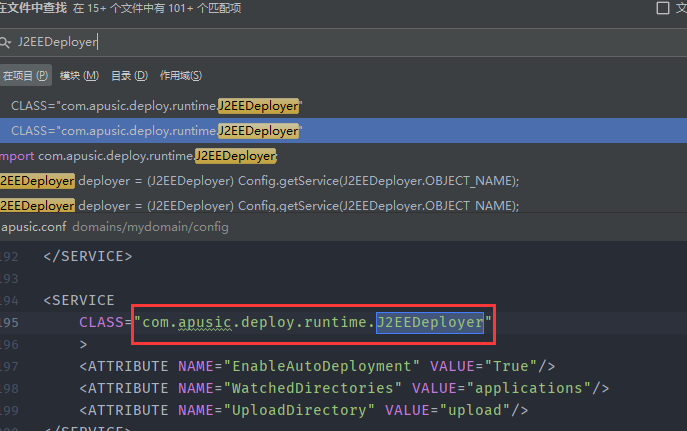 在文件中查找 在 15+ 个文件中有 101+ 个匹配项
J2EEDeployer
在项目 (P) 模块 (M) 目录 (D) 作用域(S)
CLASS="com.apusic.deploy.runtime.J2EEDeployer"
CLASS="com.apusic.deploy.runtime.J2EEDeployer"
mport com.apusic.deploy.runtime.J2EEDeployer;
2EEDeployer deployer = (J2EEDeployer) Config.getService(J2EEDeployer.OBJECT_NAME);
2EEDeployer deployer = (J2EEDeployer) Config.getService(J2EEDeployer.OBJECT_NAME);
apusic.conf domains/mydomain/config
192 </SERVICE>
193
194 <SERVICE
195 CLASS="com.apusic.deploy.runtime.J2EEDeployer"
196 >
197 <ATTRIBUTE NAME="EnableAutoDeployment" VALUE="True"/>
198 <ATTRIBUTE NAME="WatchedDirectories" VALUE="applications"/>
199 <ATTRIBUTE NAME="UploadDirectory" VALUE="upload"/>
</SERVICE>